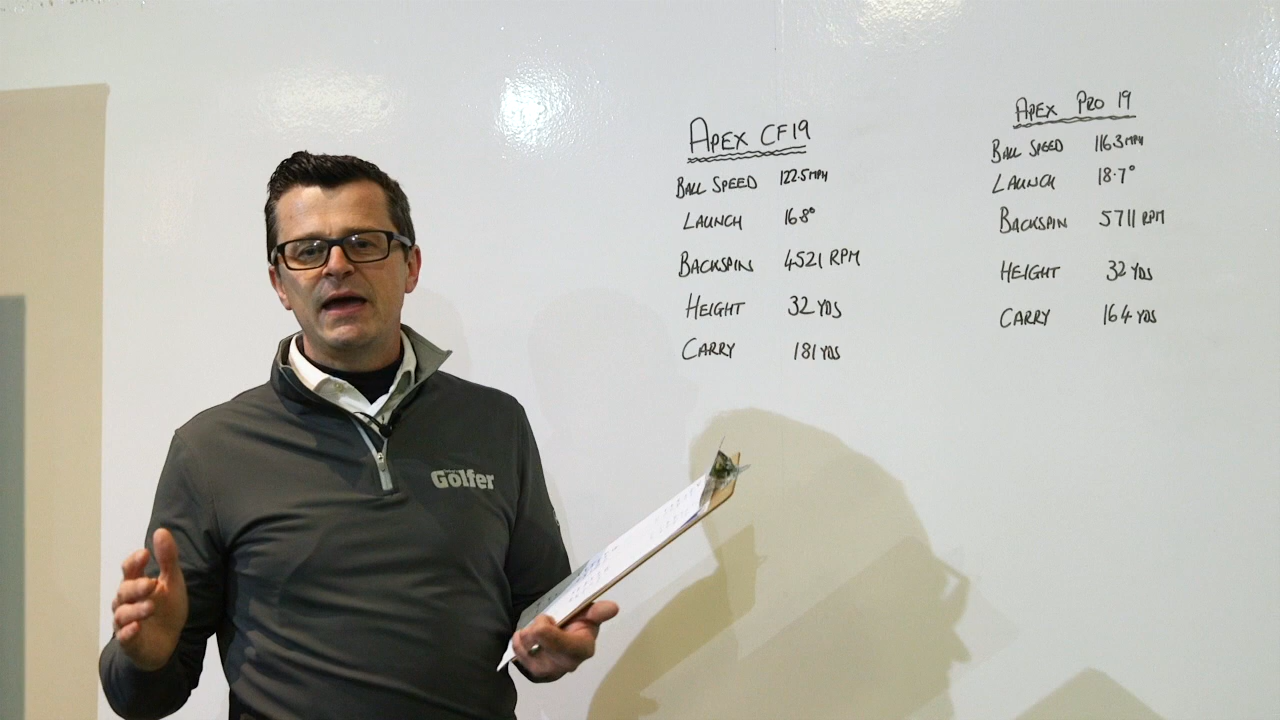 APEX CF19
BALL SPEED 122.5MPH
LAUNCH 16.8°
BACKSPIN 4521 RPM
HEIGHT 32 YDS
CARRY 181 YDS
APEX PRO 19
BALL SPEED 116.3MPH
LAUNCH 18.7°
BACKSPIN 5711 RPM
HEIGHT 32 YDS
CARRY 164 YDS
Golfer